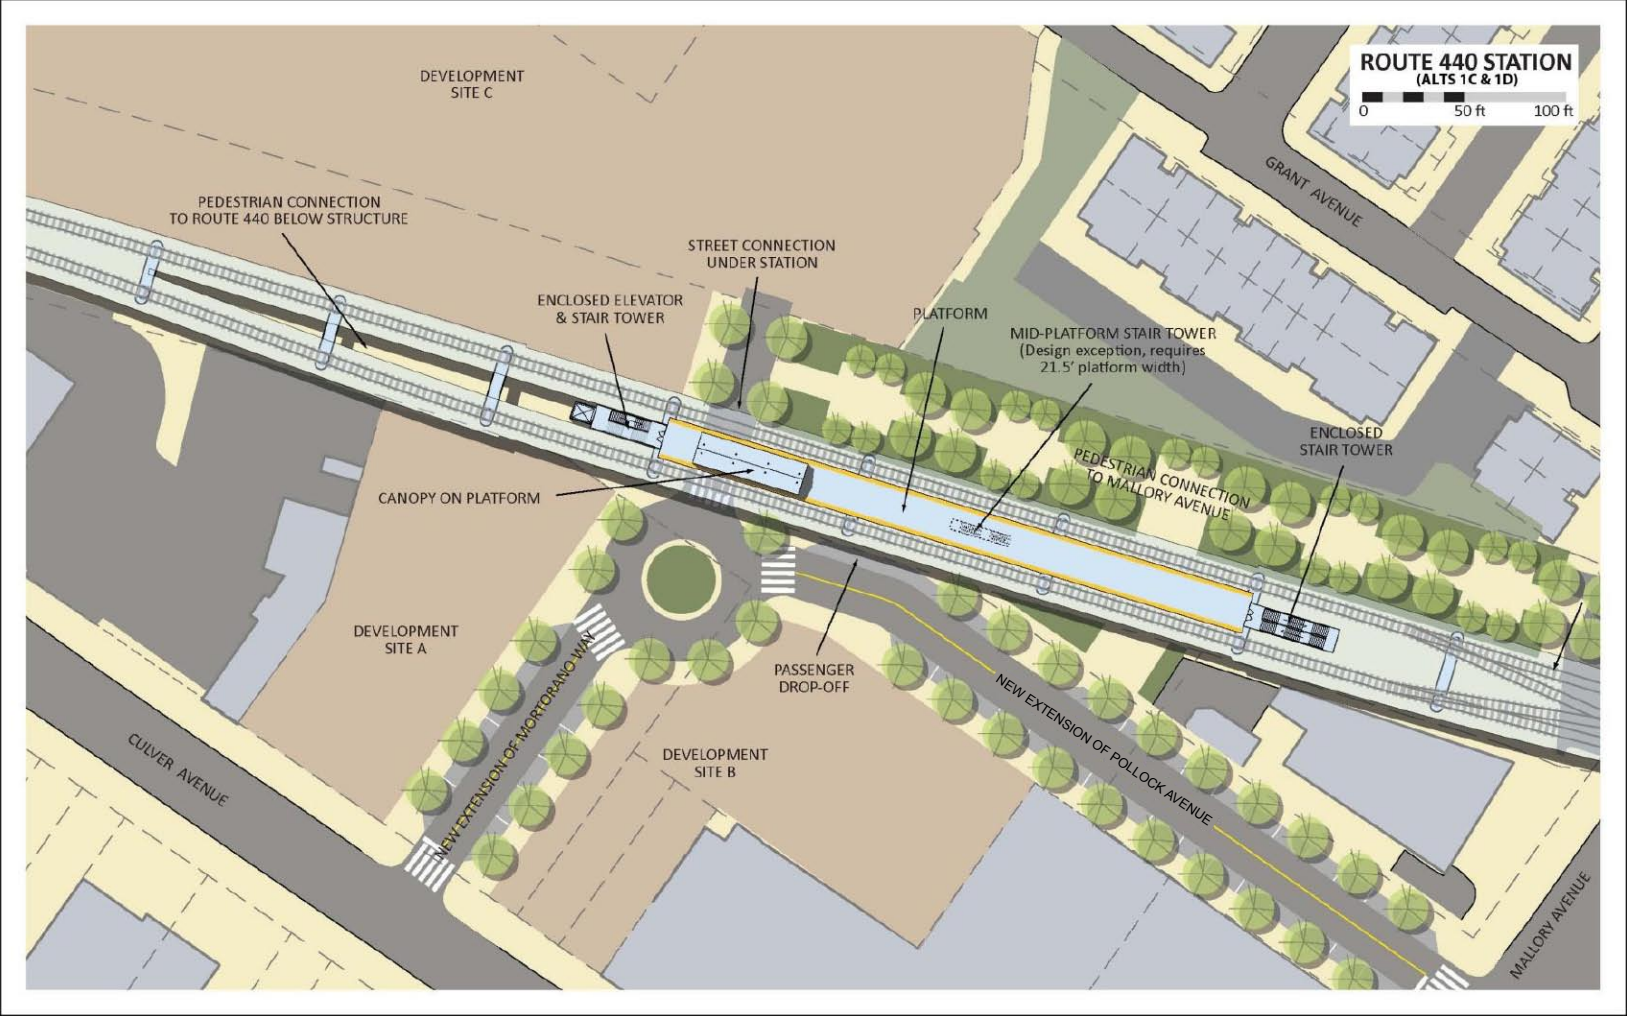 DEVELOPMENT
SITE C
ROUTE 440 STATION
(ALTS 1C & 1D)
0 50 ft 100 ft
GRANT AVENUE
PEDESTRIAN CONNECTION
TO ROUTE 440 BELOW STRUCTURE
STREET CONNECTION
UNDER STATION
ENCLOSED ELEVATOR
& STAIR TOWER
PLATFORM
MID-PLATFORM STAIR TOWER
(Design exception, requires
21.5' platform width)
ENCLOSED
STAIR TOWER
PEDESTRIAN CONNECTION
TO MALLORY AVENUE
CANOPY ON PLATFORM
DEVELOPMENT
SITE A
PASSENGER
DROP-OFF
NEW EXTENSION OF MORTORANO WAY
NEW EXTENSION OF POLLOCK AVENUE
DEVELOPMENT
SITE B
CULVER AVENUE
MALLORY AVENUE